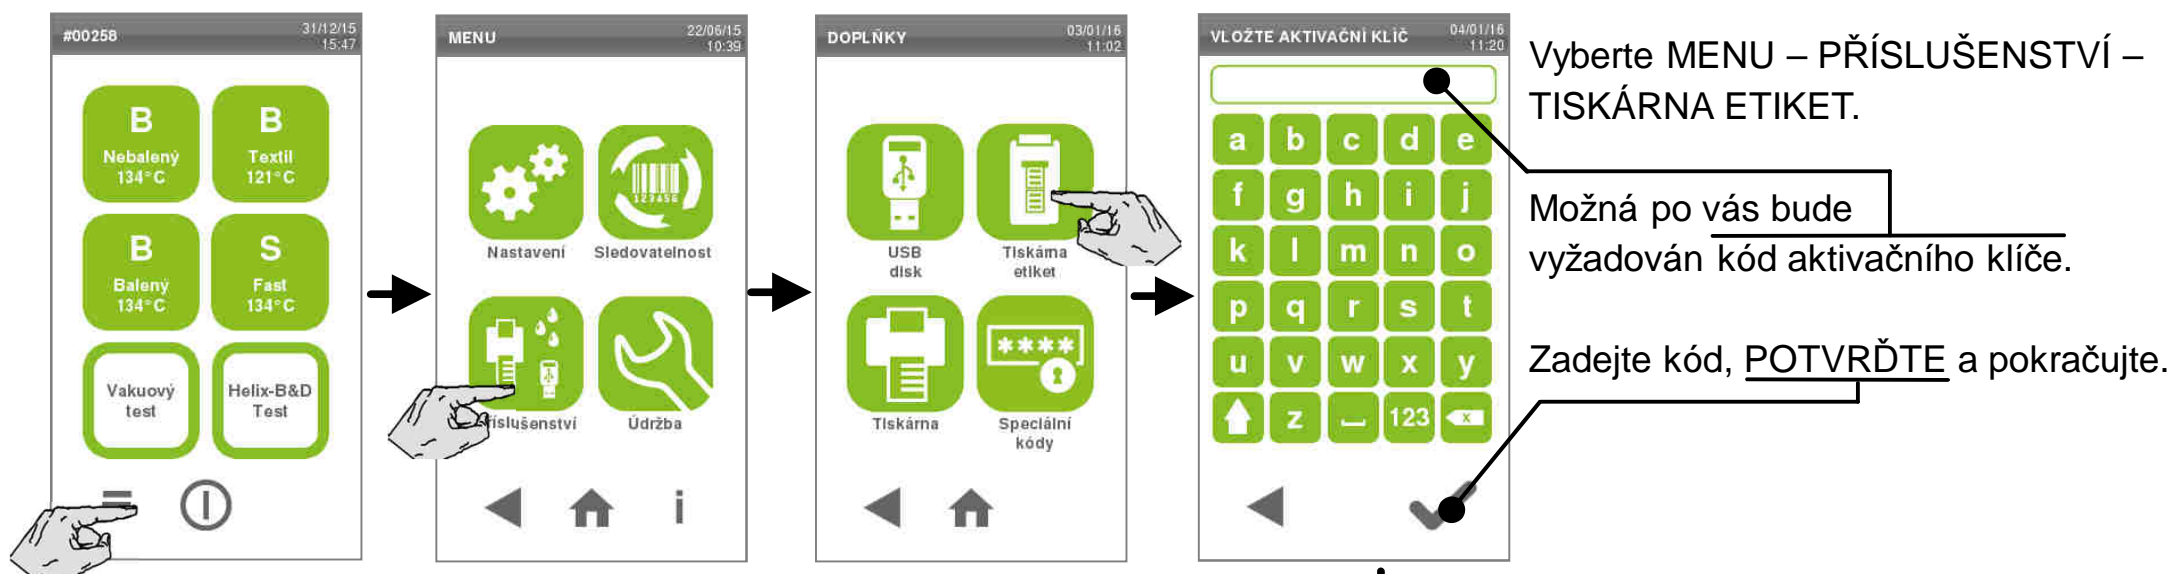 #00258
31/12/15
15:47
B
Nebalený
134°C
B
Textil
121°C
B
Balený
134°C
S
Fast
134°C
Vakuový
test
Helix-B&D
Test
MENU
22/06/15
10:39
123456
Nastavení
Sledovatelnost
říslušenství
Údržba
i
DOPLŇKY
03/01/16
11:02
USB
disk
Tiskárna
etiket
Tiskárna
****
Speciální
kódy
VLOŽTE AKTIVAČNÍ KLÍČ
04/01/16
11:20
a b c d e
f g h i j
k l m n o
p q r s t
u v w x y
z 123 x
Vyberte MENU – PŘÍSLUŠENSTVÍ –
TISKÁRNA ETIKET.
Možná po vás bude
vyžadován kód aktivačního klíče.
Zadejte kód, POTVRĎTE a pokračujte.